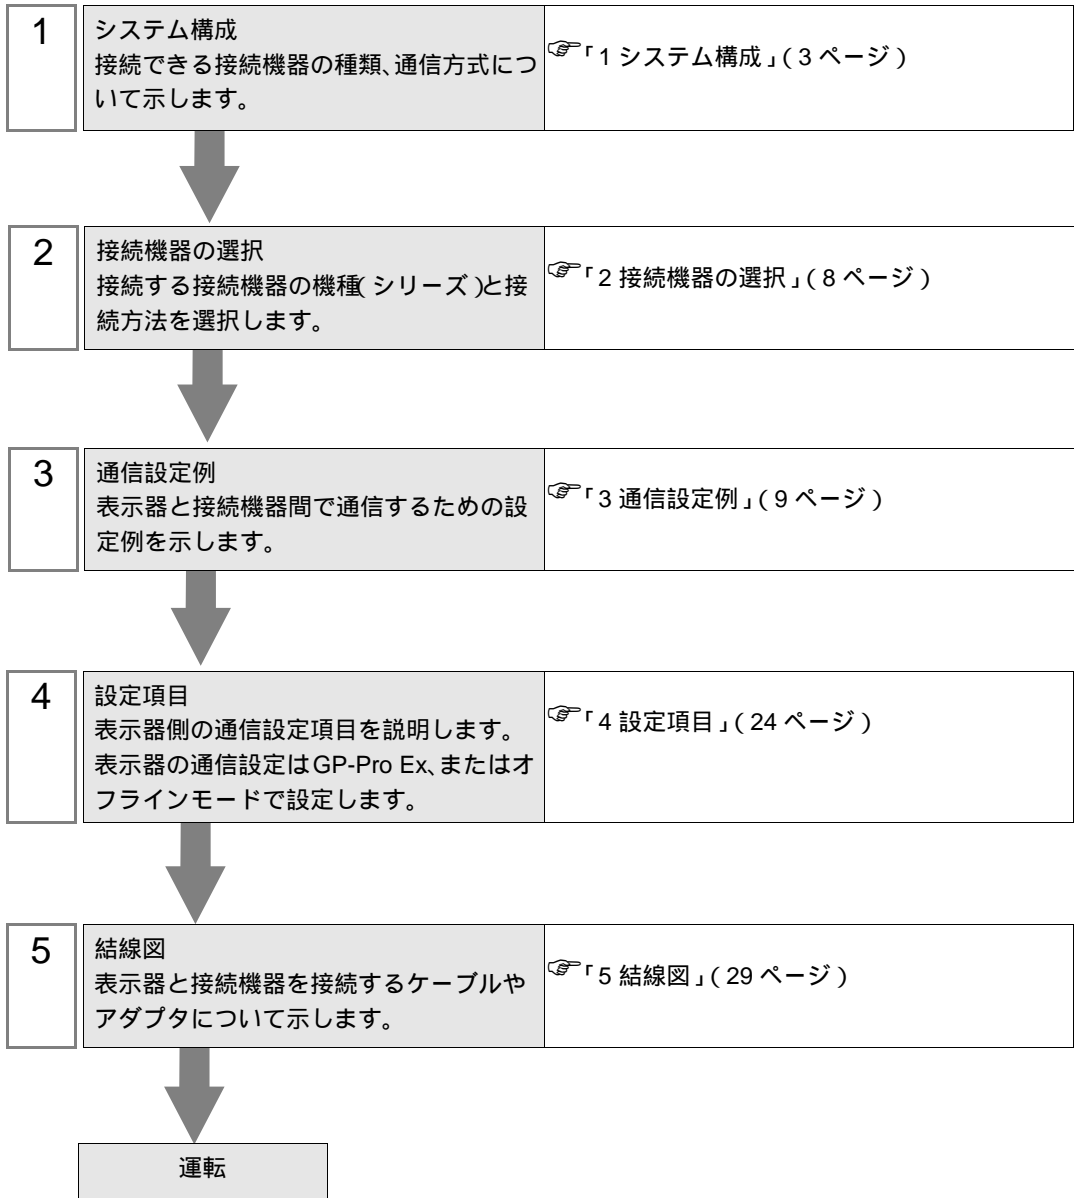 1
システム構成
接続できる接続機器の種類、通信方式につ
いて示します。
☞「1 システム構成」( 3 ページ )
2
接続機器の選択
接続する接続機器の機種( シリーズ )と接
続方法を選択します。
☞「2 接続機器の選択」( 8 ページ )
3
通信設定例
表示器と接続機器間で通信するための設
定例を示します。
☞「3 通信設定例」( 9 ページ )
4
設定項目
表示器側の通信設定項目を説明します。
表示器の通信設定はGP-Pro Ex、またはオ
フラインモードで設定します。
☞「4 設定項目」( 24 ページ )
5
結線図
表示器と接続機器を接続するケーブルや
アダプタについて示します。
☞「5 結線図」( 29 ページ )
運転